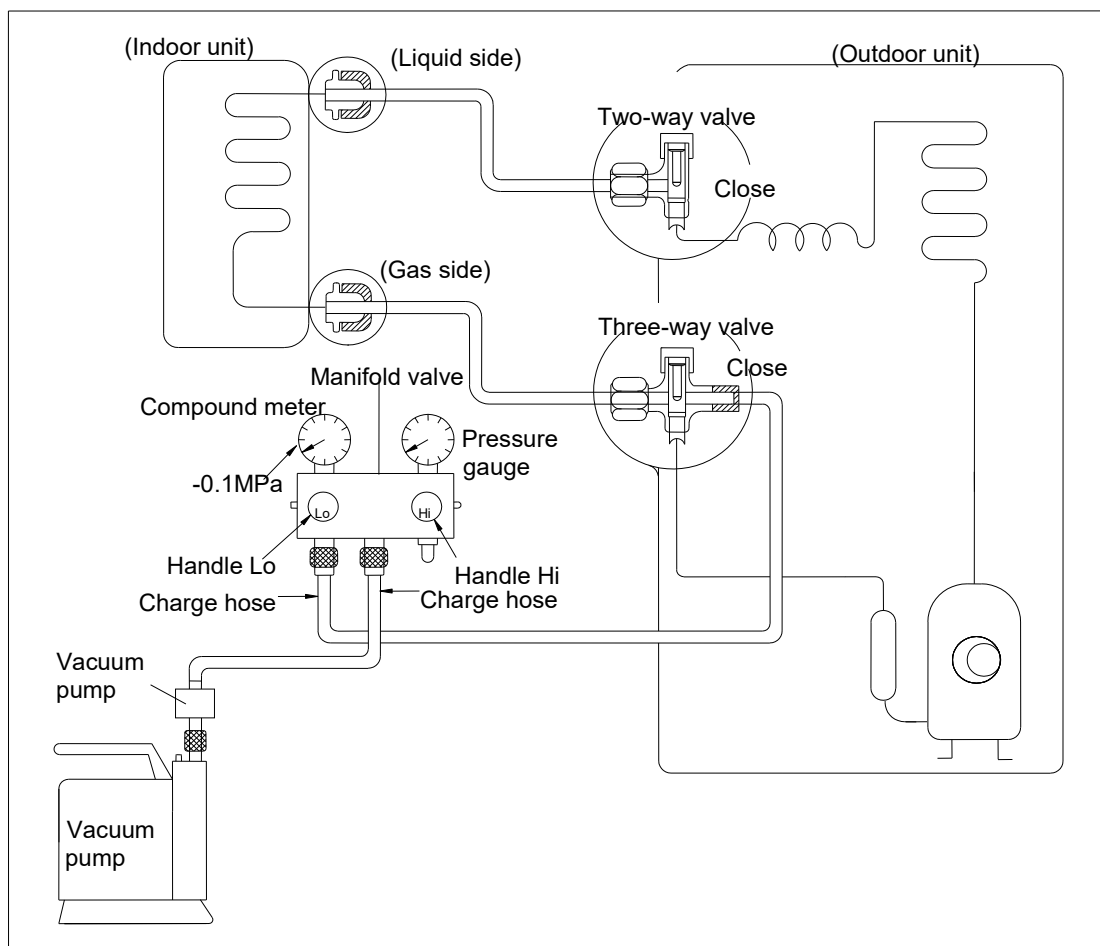 (Indoor unit)
(Liquid side)
(Outdoor unit)
Two-way valve
Close
(Gas side)
Three-way valve
Close
Manifold valve
Compound meter
Pressure
gauge
-0.1MPa
Lo
Hi
Handle Lo
Handle Hi
Charge hose
Charge hose
Vacuum
pump
Vacuum
pump